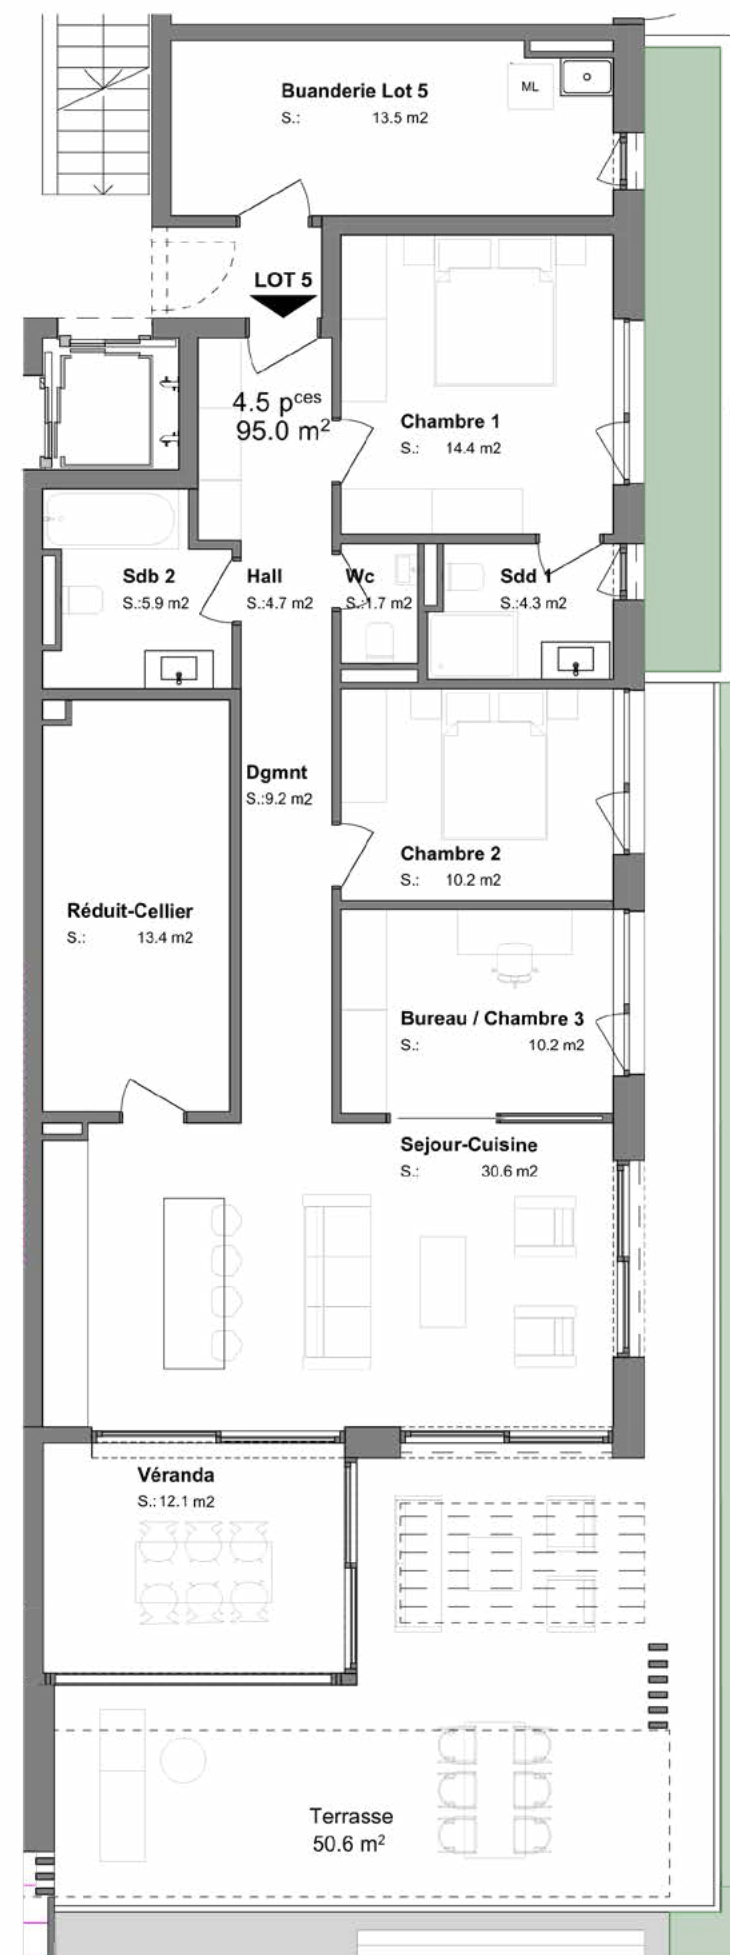 Buanderie Lot 5
S.: 13.5 m2
ML
LOT 5
4.5 pces
95.0 m²
Chambre 1
S.: 14.4 m2
Sdb 2
S.:5.9 m2
Hall
S.:4.7 m2
Wc
S.:1.7 m2
Sdd 1
S.:4.3 m2
Dgmnt
S.:9.2 m2
Chambre 2
S.: 10.2 m2
Réduit-Cellier
S.: 13.4 m2
Bureau / Chambre 3
S.: 10.2 m2
Sejour-Cuisine
S.: 30.6 m2
Véranda
S.: 12.1 m2
Terrasse
50.6 m²